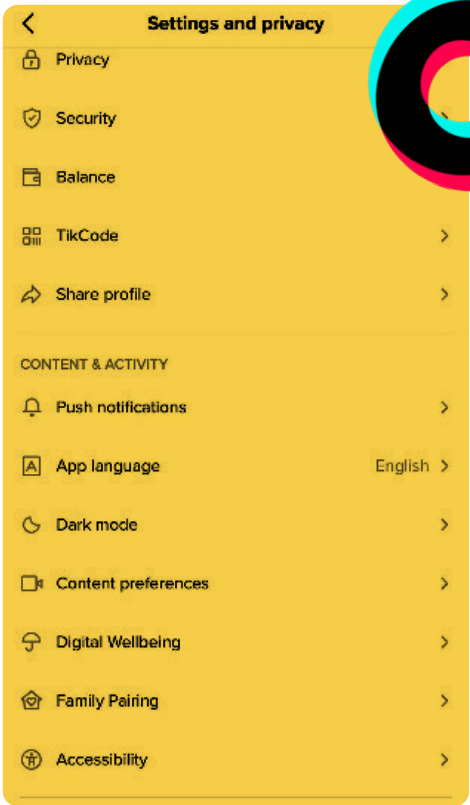 Settings and privacy
Privacy
Security
Balance
TikCode
Share profile
CONTENT & ACTIVITY
Push notifications
App language English
Dark mode
Content preferences
Digital Wellbeing
Family Pairing
Accessibility